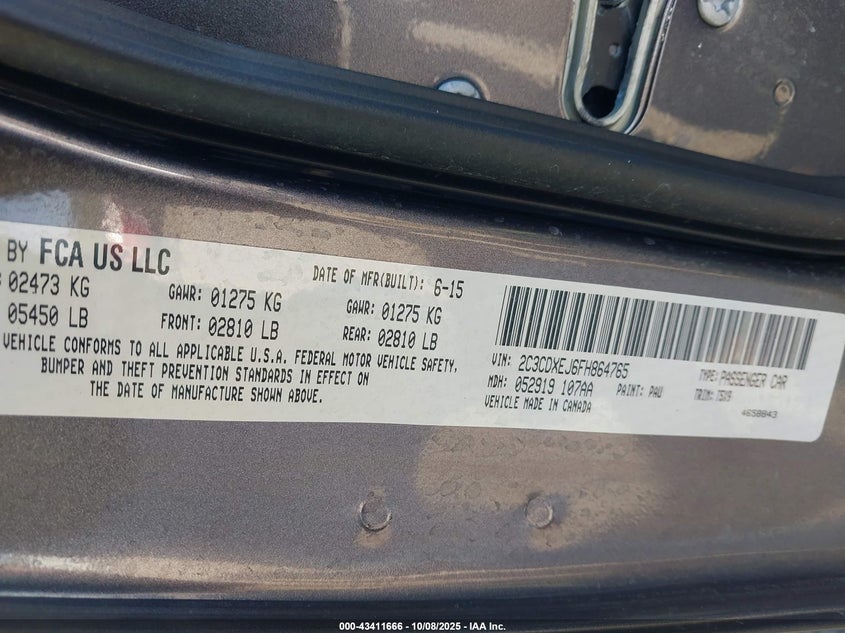 BY FCA US LLC
DATE OF MFR(BUILT): 6-15
02473 KG GAWR: 01275 KG GAWR: 01275 KG
05450 LB FRONT: 02810 LB REAR: 02810 LB
VEHICLE CONFORMS TO ALL APPLICABLE U.S.A. FEDERAL MOTOR VEHICLE SAFETY,
BUMPER AND THEFT PREVENTION STANDARDS IN EFFECT ON
THE DATE OF MANUFACTURE SHOWN ABOVE.
VIN: 2C3CDXEJ6FH864765 TYPE: PASSENGER CAR
MDH: 052919 107AA PAINT: PAU TRIM: T5X9
VEHICLE MADE IN CANADA 4658843
000-43411666 - 10/08/2025 - IAA Inc.